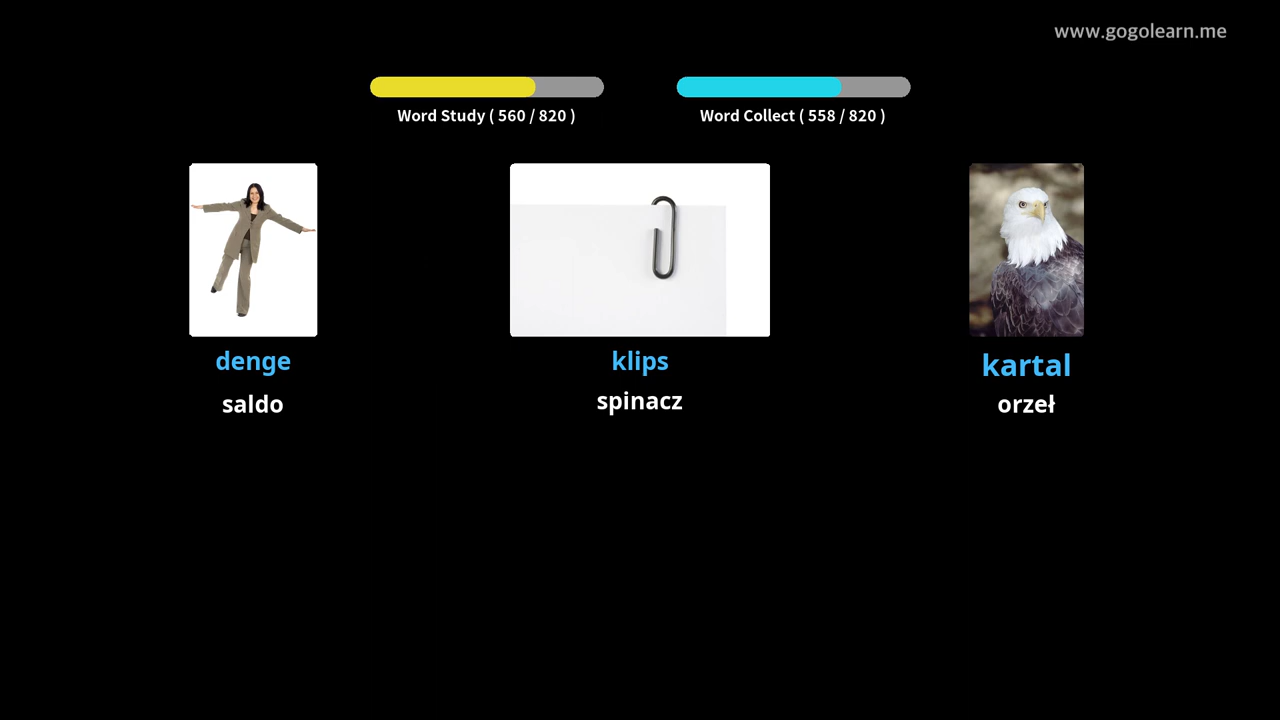 www.gogolearn.me
Word Study ( 560 / 820 )
Word Collect ( 558 / 820 )
denge
klips
kartal
saldo
spinacz
orzeł